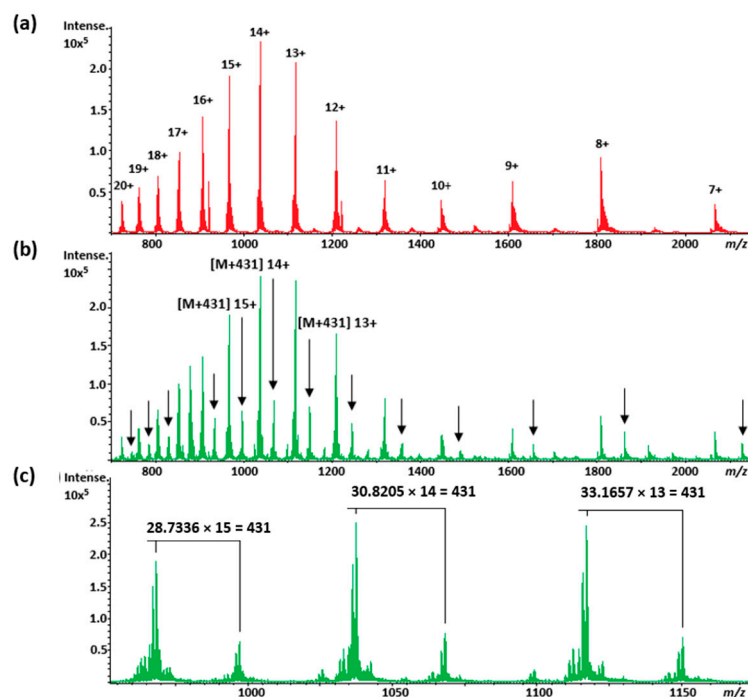 (a)
Intense.
10x⁵
2.0
1.5
1.0
0.5
20+ 19+ 18+ 17+ 16+ 15+ 14+ 13+ 12+ 11+ 10+ 9+ 8+ 7+
800 1000 1200 1400 1600 1800 2000 m/z
(b)
Intense.
x10⁵
2.0
1.5
1.0
0.5
[M+431] 14+
[M+431] 15+
[M+431] 13+
800 1000 1200 1400 1600 1800 2000 m/z
(c)
Intense.
x10⁵
2.5
2.0
1.5
1.0
0.5
28.7336 × 15 = 431
30.8205 × 14 = 431
33.1657 × 13 = 431
1000 1050 1100 1150 m/z